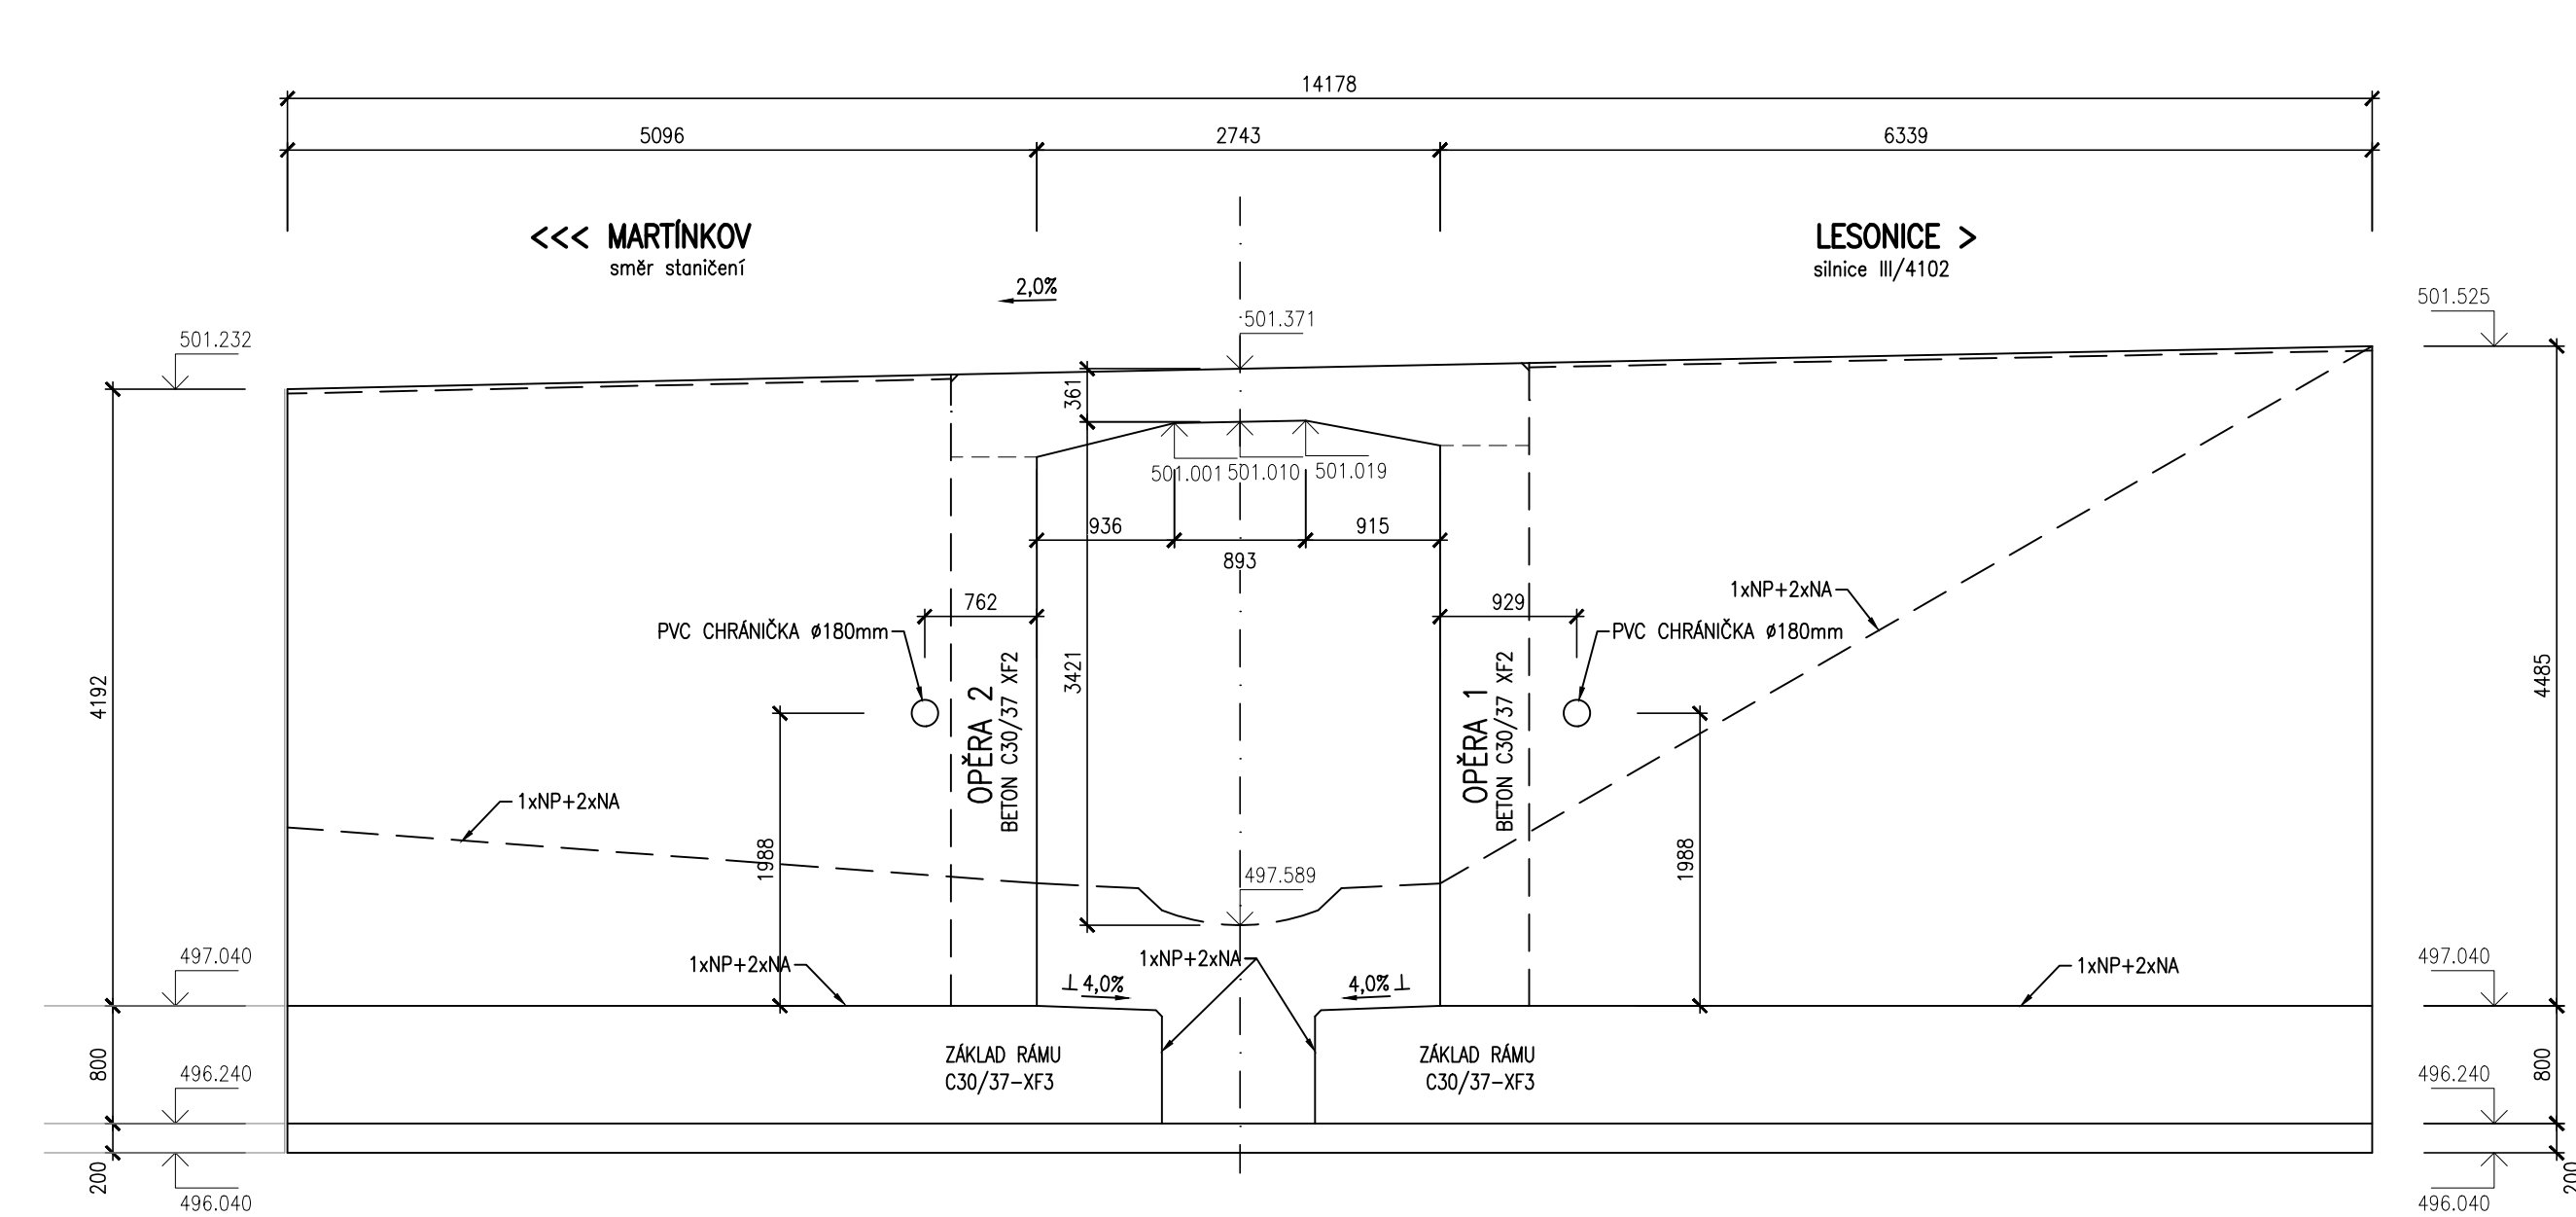 14178
5096
2743
6339
<<< MARTÍNKOV
směr staničení
LESONICE >
silnice III/4102
2,0%
501.525
501.371
501.232
361
501.001
501.010
501.019
936
915
893
762
929
1xNP+2xNA
PVC CHRÁNIČKA ø180mm
PVC CHRÁNIČKA ø180mm
3421
4192
4485
OPĚRA 2
BETON C30/37 XF2
OPĚRA 1
BETON C30/37 XF2
1xNP+2xNA
1988
1988
497.589
497.040
1xNP+2xNA
1xNP+2xNA
1xNP+2xNA
497.040
⊥ 4,0%
4,0% ⊥
ZÁKLAD RÁMU
C30/37-XF3
ZÁKLAD RÁMU
C30/37-XF3
800
496.240
496.240
800
200
496.040
496.040
200